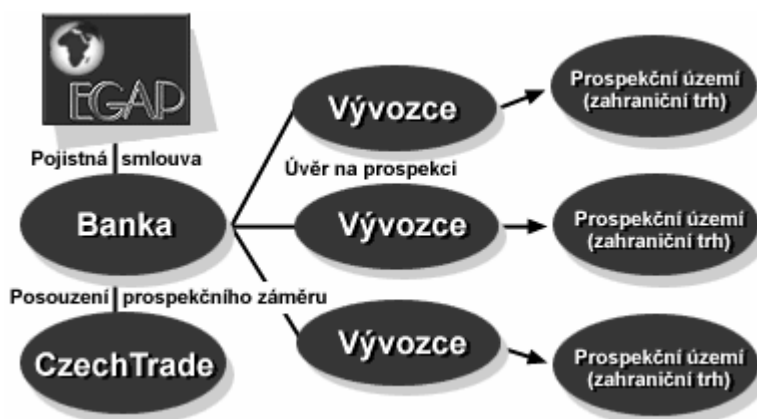 EGAP
Pojistná smlouva
Banka
Posouzení prospekčního záměru
CzechTrade
Úvěr na prospekci
Vývozce
Prospekční území
(zahraniční trh)
Vývozce
Prospekční území
(zahraniční trh)
Vývozce
Prospekční území
(zahraniční trh)